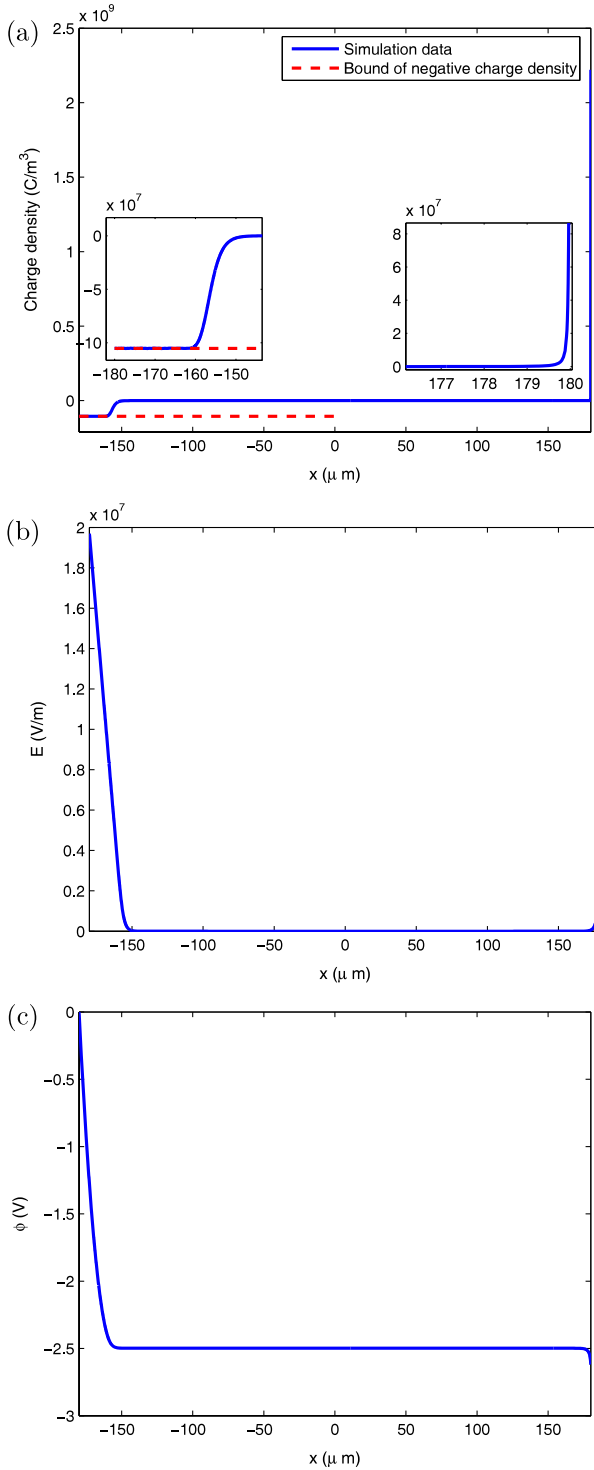 (a)
x 10^9
2.5
2
1.5
1
0.5
0
Charge density (C/m^3)
Simulation data
Bound of negative charge density
x 10^7
0
−5
−10
−180 −170 −160 −150
x 10^7
8
6
4
2
0
177 178 179 180
−150 −100 −50 0 50 100 150
x (μ m)
(b)
x 10^7
2
1.8
1.6
1.4
1.2
1
0.8
0.6
0.4
0.2
0
E (V/m)
−150 −100 −50 0 50 100 150
x (μ m)
(c)
0
−0.5
−1
−1.5
−2
−2.5
−3
ϕ (V)
−150 −100 −50 0 50 100 150
x (μ m)